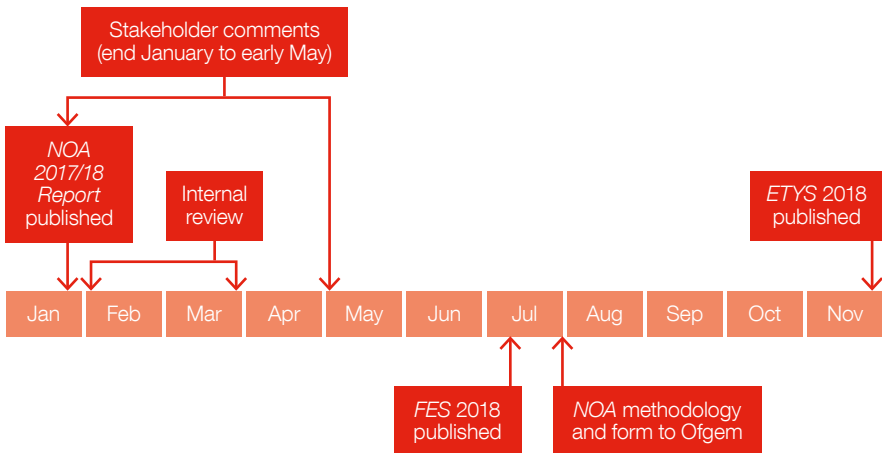 Stakeholder comments
(end January to early May)
NOA
2017/18
Report
published
Internal
review
ETYS 2018
published
Jan
Feb
Mar
Apr
May
Jun
Jul
Aug
Sep
Oct
Nov
FES 2018
published
NOA methodology
and form to Ofgem